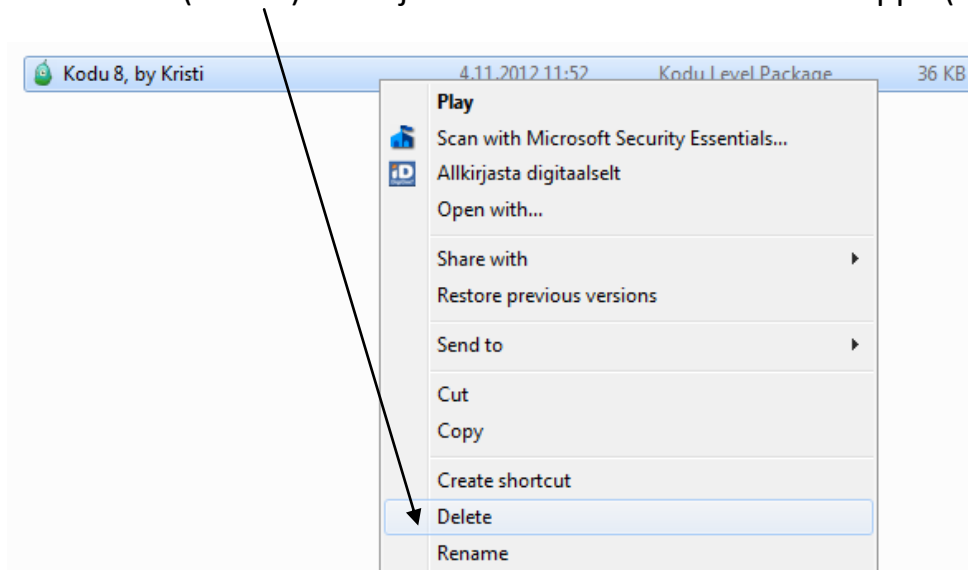 Kodu 8, by Kristi 4.11.2012 11:52 Kodu Level Package 36 KB
Play
Scan with Microsoft Security Essentials...
Allkirjasta digitaalselt
Open with...
Share with
Restore previous versions
Send to
Cut
Copy
Create shortcut
Delete
Rename